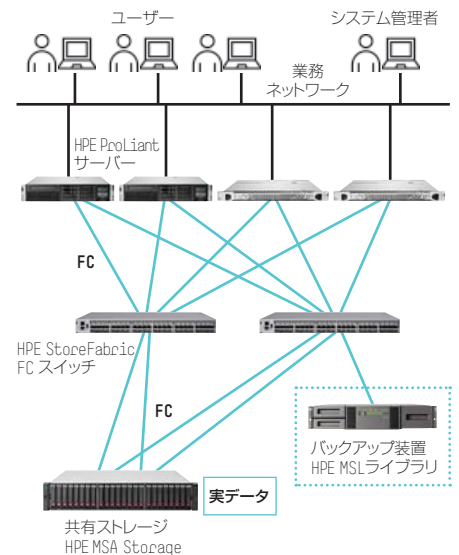 ユーザー
システム管理者
業務
ネットワーク
HPE ProLiant
サーバー
FC
HPE StoreFabric
FC スイッチ
FC
バックアップ装置
HPE MSLライブラリ
実データ
共有ストレージ
HPE MSA Storage